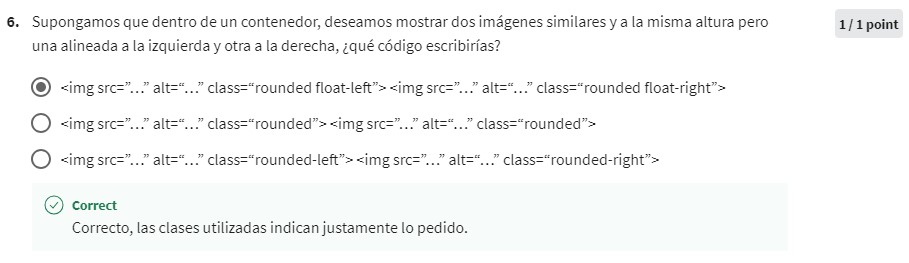 6. Supongamos que dentro de un contenedor, deseamos mostrar dos imágenes similares y a la misma altura pero
1 / 1 point
una alineada a la izquierda y otra a la derecha, ¿qué código escribirías?
<img src=”…” alt=“…” class=“rounded float-left”> <img src=”…” alt=“…” class=“rounded float-right”>
<img src=”…” alt=“…” class=“rounded”> <img src=”…” alt=“…” class=“rounded”>
<img src=”…” alt=“…” class=“rounded-left”> <img src=”…” alt=“…” class=“rounded-right”>
Correct
Correcto, las clases utilizadas indican justamente lo pedido.